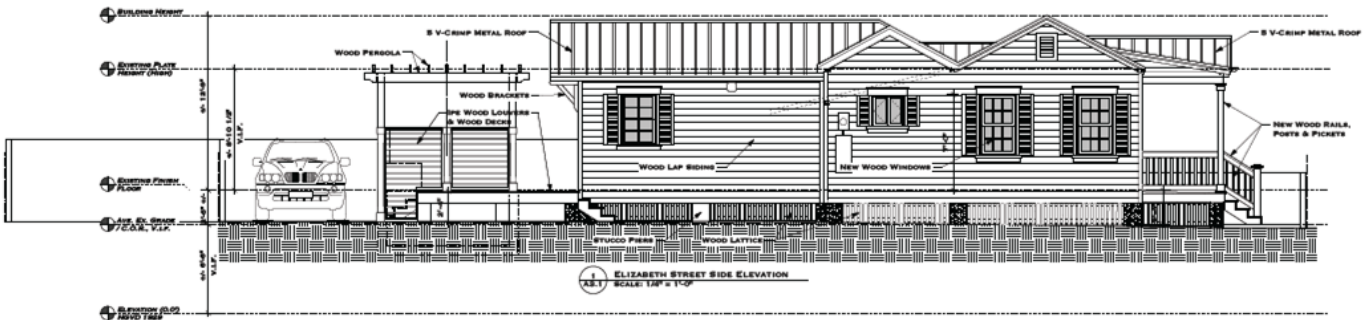 BUILDING HEIGHT
5 V-CRIMP METAL ROOF
5 V-CRIMP METAL ROOF
WOOD PERGOLA
EXISTING PLATE
HEIGHT (HIGH)
WOOD BRACKETS
IPE WOOD LOUVERS
& WOOD DECKS
NEW WOOD RAILS,
POSTS & PICKETS
WOOD LAP SIDING
NEW WOOD WINDOWS
EXISTING FINISH
FLOOR
AVE. EX. GRADE
/ C.O.R., V.I.F.
STUCCO PIERS
WOOD LATTICE
1
A3.1
ELIZABETH STREET SIDE ELEVATION
SCALE: 1/4" = 1'-0"
ELEVATION (0.0')
NGVD 1929
V.I.F.
V.I.F.